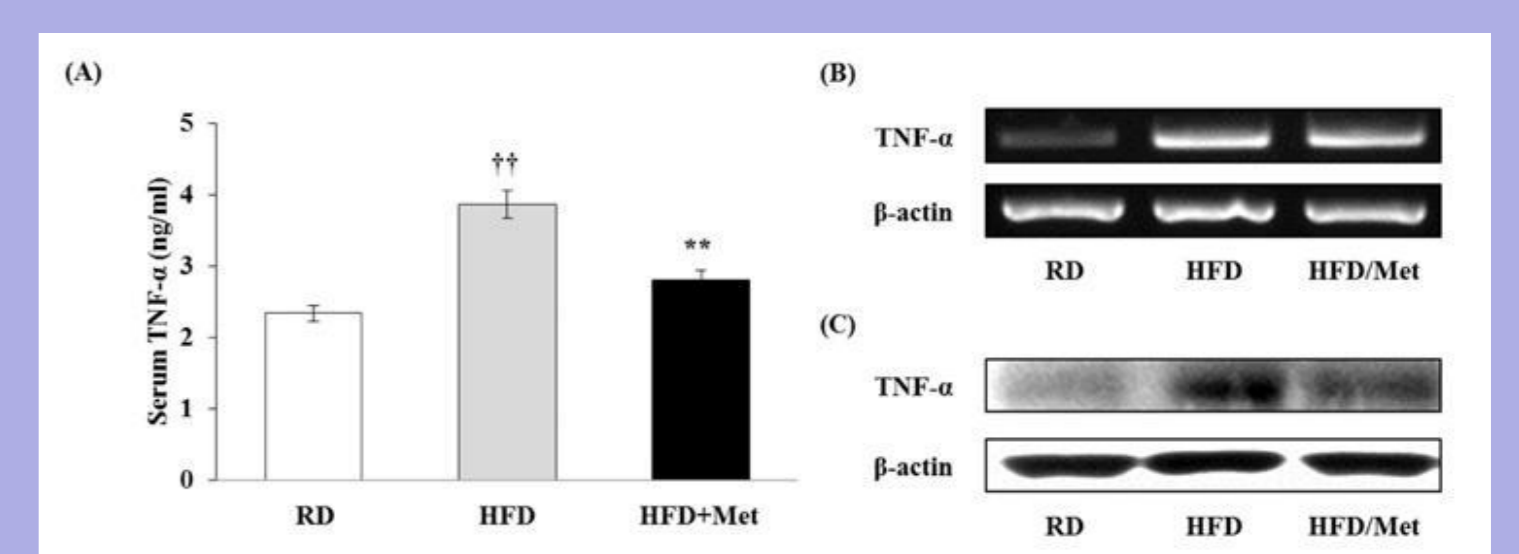 (A)
Serum TNF-α (ng/ml)
5
4
3
2
1
0
††
**
RD HFD HFD+Met
(B)
TNF-α
β-actin
RD HFD HFD/Met
(C)
TNF-α
β-actin
RD HFD HFD/Met